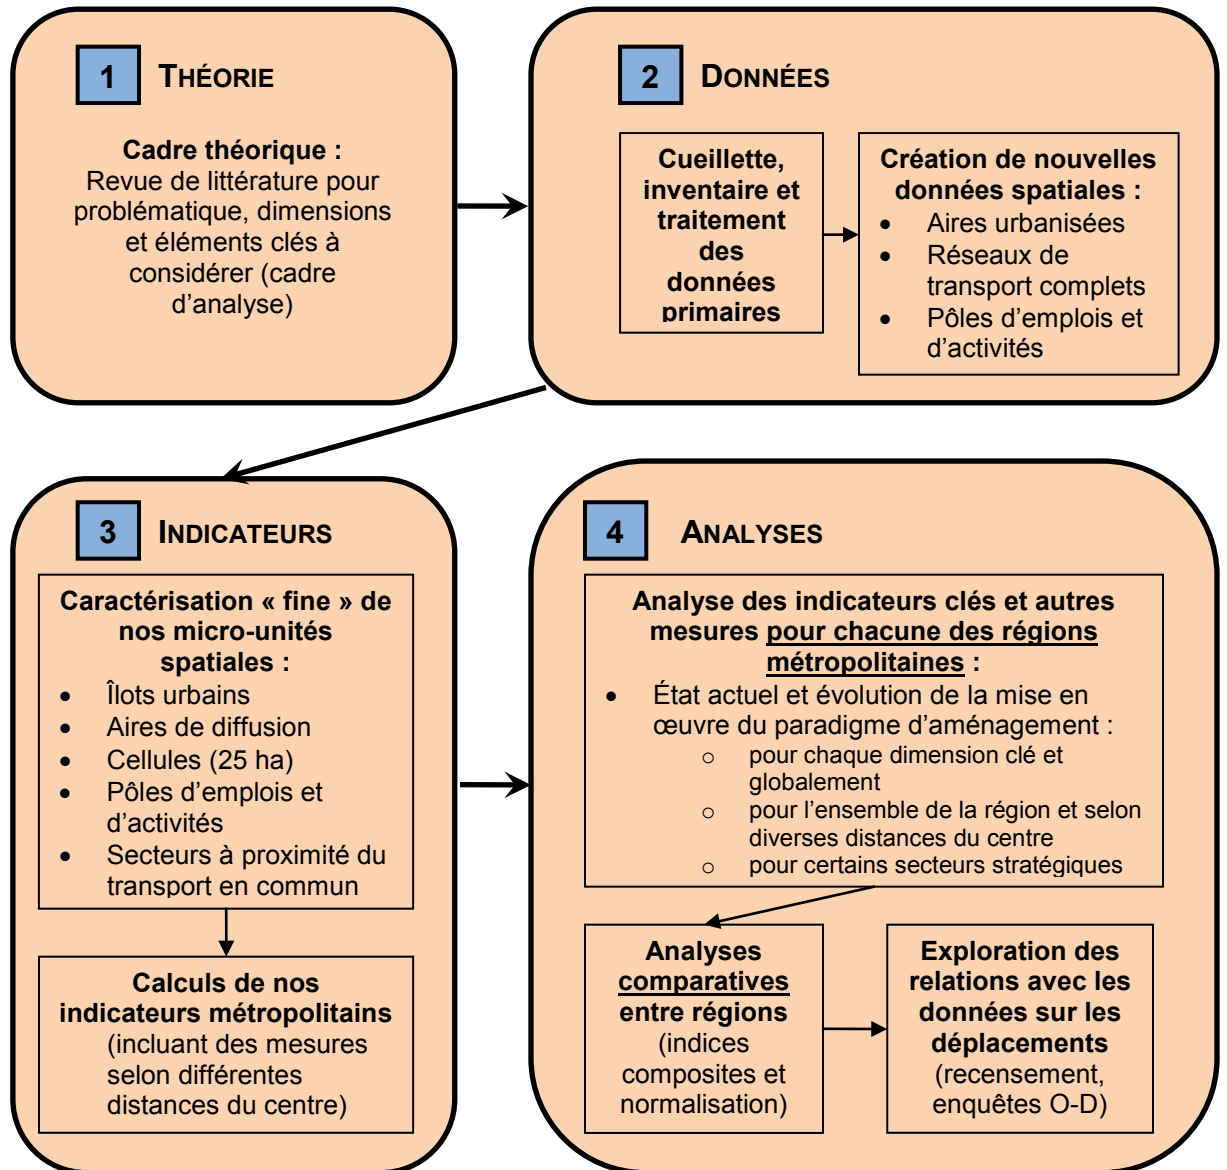 1 THÉORIE
Cadre théorique :
Revue de littérature pour
problématique, dimensions
et éléments clés à
considérer (cadre
d’analyse)
2 DONNÉES
Cueillette,
inventaire et
traitement
des
données
primaires
Création de nouvelles
données spatiales :
• Aires urbanisées
• Réseaux de
transport complets
• Pôles d’emplois et
d’activités
3 INDICATEURS
Caractérisation « fine » de
nos micro-unités
spatiales :
• Îlots urbains
• Aires de diffusion
• Cellules (25 ha)
• Pôles d’emplois et
d’activités
• Secteurs à proximité du
transport en commun
Calculs de nos
indicateurs métropolitains
(incluant des mesures
selon différentes
distances du centre)
4 ANALYSES
Analyse des indicateurs clés et autres
mesures pour chacune des régions
métropolitaines :
• État actuel et évolution de la mise en
œuvre du paradigme d’aménagement :
o pour chaque dimension clé et
globalement
o pour l’ensemble de la région et selon
diverses distances du centre
o pour certains secteurs stratégiques
Analyses
comparatives
entre régions
(indices
composites et
normalisation)
Exploration des
relations avec les
données sur les
déplacements
(recensement,
enquêtes O-D)